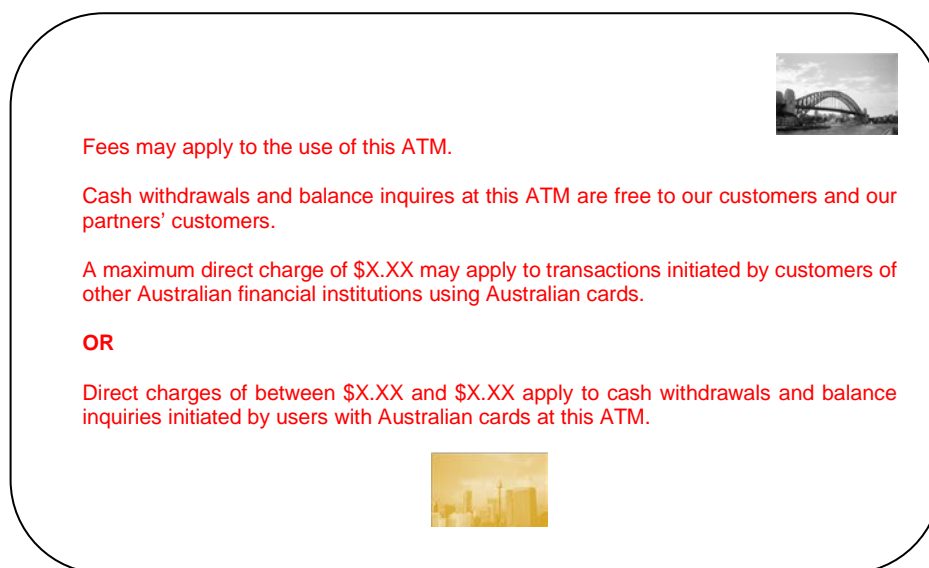 Fees may apply to the use of this ATM.
Cash withdrawals and balance inquires at this ATM are free to our customers and our
partners’ customers.
A maximum direct charge of $X.XX may apply to transactions initiated by customers of
other Australian financial institutions using Australian cards.
OR
Direct charges of between $X.XX and $X.XX apply to cash withdrawals and balance
inquiries initiated by users with Australian cards at this ATM.